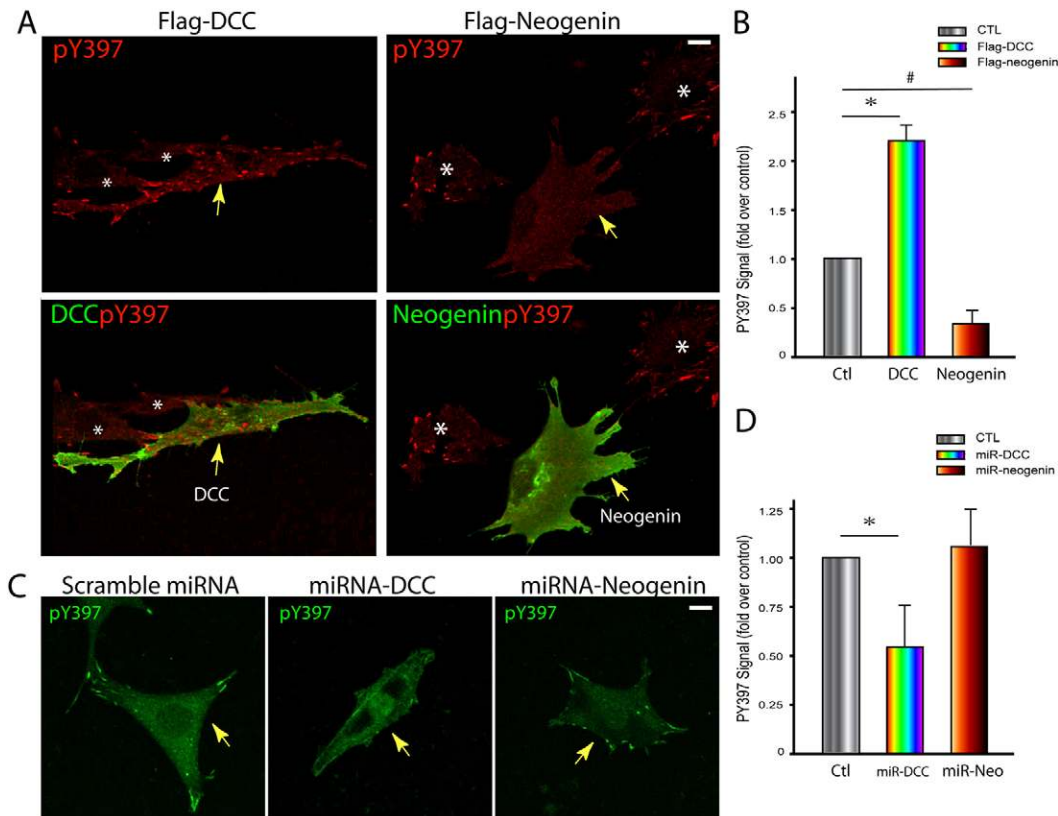 A
Flag-DCC
Flag-Neogenin
pY397
pY397
*
*
*
*
DCCpY397
NeogeninpY397
*
*
*
*
DCC
Neogenin
B
CTL
Flag-DCC
Flag-neogenin
#
*
PY397 Signal (fold over control)
2.5
2.0
1.0
0.5
0
Ctl
DCC
Neogenin
C
Scramble miRNA
miRNA-DCC
miRNA-Neogenin
pY397
pY397
pY397
D
CTL
miR-DCC
miR-neogenin
*
PY397 Signal (fold over control)
1.25
1.00
0.75
0.50
0.25
0
Ctl
miR-DCC
miR-Neo